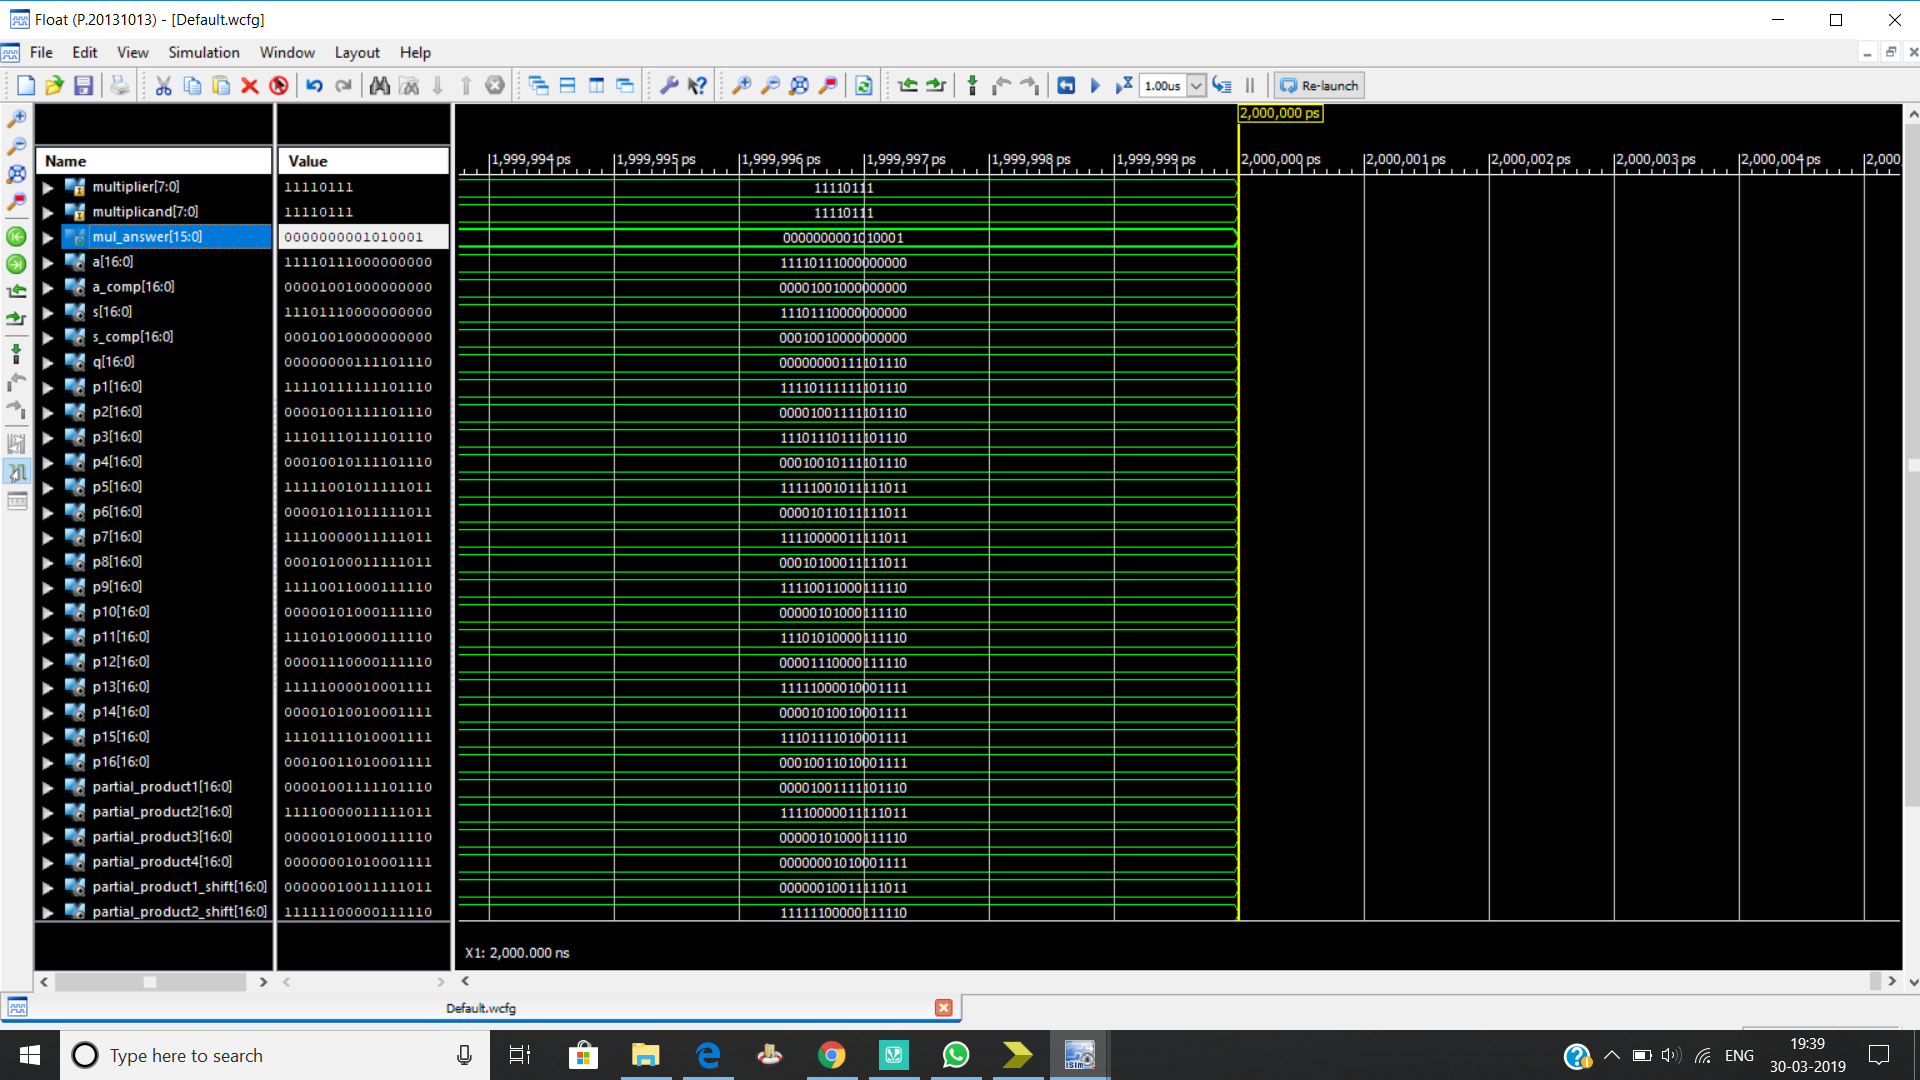 Float (P.20131013) - [Default.wcfg]
File Edit View Simulation Window Layout Help
1.00us Re-launch
2,000,000 ps
Name Value 1,999,994 ps 1,999,995 ps 1,999,996 ps 1,999,997 ps 1,999,998 ps 1,999,999 ps 2,000,000 ps 2,000,001 ps 2,000,002 ps 2,000,003 ps 2,000,004 ps 2,000
multiplier[7:0] 11110111 11110111
multiplicand[7:0] 11110111 11110111
mul_answer[15:0] 0000000001010001 0000000001010001
a[16:0] 11110111000000000 11110111000000000
a_comp[16:0] 00001001000000000 00001001000000000
s[16:0] 11101110000000000 11101110000000000
s_comp[16:0] 00010010000000000 00010010000000000
q[16:0] 00000000111101110 00000000111101110
p1[16:0] 11110111111101110 11110111111101110
p2[16:0] 00001001111101110 00001001111101110
p3[16:0] 11101110111101110 11101110111101110
p4[16:0] 00010010111101110 00010010111101110
p5[16:0] 11111001011111011 11111001011111011
p6[16:0] 00001011011111011 00001011011111011
p7[16:0] 11110000011111011 11110000011111011
p8[16:0] 00010100011111011 00010100011111011
p9[16:0] 11110011000111110 11110011000111110
p10[16:0] 00000101000111110 00000101000111110
p11[16:0] 11101010000111110 11101010000111110
p12[16:0] 00001110000111110 00001110000111110
p13[16:0] 11111000010001111 11111000010001111
p14[16:0] 00001010010001111 00001010010001111
p15[16:0] 11101111010001111 11101111010001111
p16[16:0] 00010011010001111 00010011010001111
partial_product1[16:0] 00001001111101110 00001001111101110
partial_product2[16:0] 11110000011111011 11110000011111011
partial_product3[16:0] 00000101000111110 00000101000111110
partial_product4[16:0] 00000001010001111 00000001010001111
partial_product1_shift[16:0] 00000010011111011 00000010011111011
partial_product2_shift[16:0] 11111100000111110 11111100000111110
X1: 2,000.000 ns
Default.wcfg
Type here to search
ISim
ENG
19:39
30-03-2019